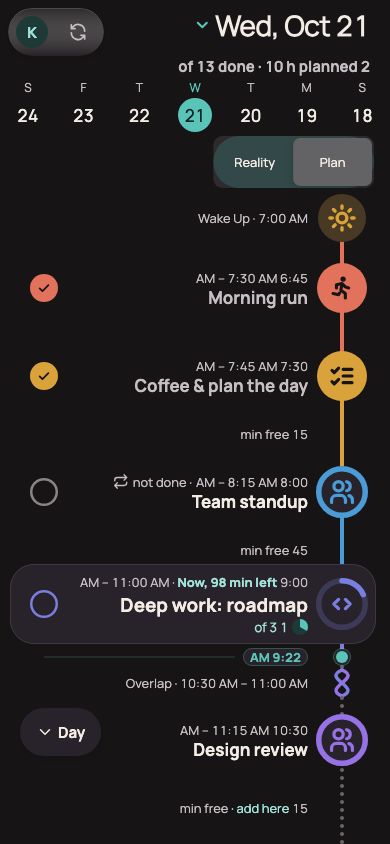 K
Wed, Oct 21
of 13 done · 10 h planned 2
S F T W T M S
24 23 22 21 20 19 18
Reality Plan
Wake Up · 7:00 AM
AM – 7:30 AM 6:45
Morning run
AM – 7:45 AM 7:30
Coffee & plan the day
min free 15
not done · AM – 8:15 AM 8:00
Team standup
min free 45
AM – 11:00 AM · Now, 98 min left 9:00
Deep work: roadmap
of 3 1
AM 9:22
Overlap · 10:30 AM – 11:00 AM
Day
AM – 11:15 AM 10:30
Design review
min free · add here 15